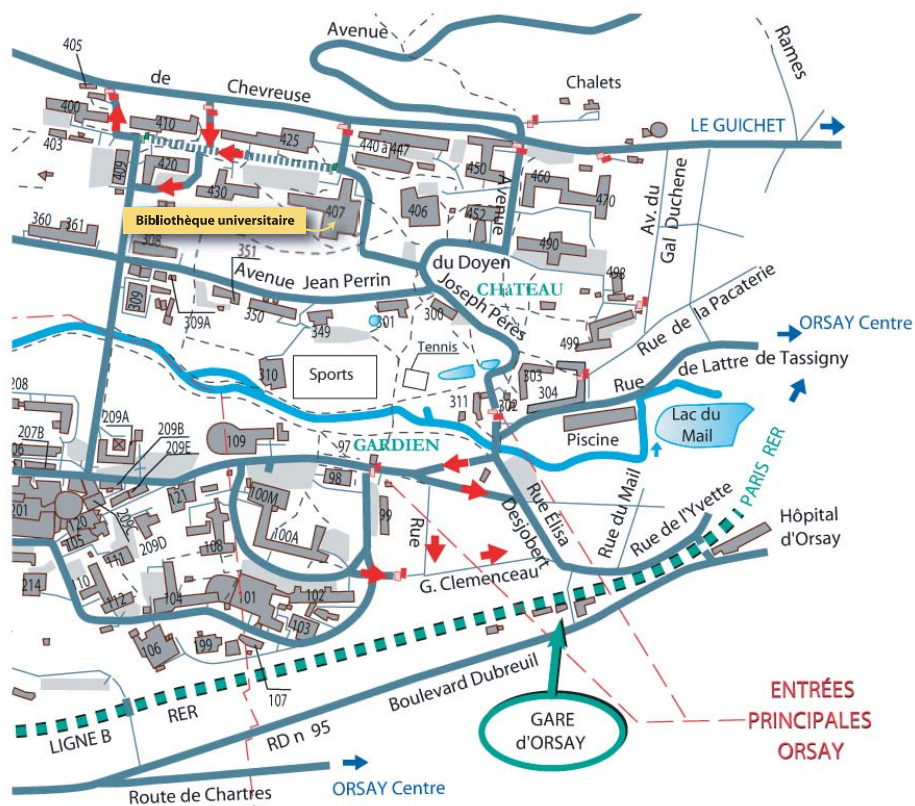 Avenue
405
de
Chevreuse
Chalets
Rames
LE GUICHET
400
410
425
440 à 447
450
460
470
403
409
420
430
407
406
452
Avenue
Av. du
Gal Duchene
Bibliothèque universitaire
360
361
308
351
490
498
du Doyen
CHâTEAU
Joseph Pérès
Avenue Jean Perrin
309
309A
350
349
301
300
499
Rue de la Pacaterie
ORSAY Centre
310
Sports
Tennis
311
302
303
304
Rue
de Lattre de Tassigny
Piscine
Lac du
Mail
208
209A
207B
209B
209E
06
109
GARDIEN
97
98
99
201
120
105
209C
209D
121
111
110
112
108
100M
100A
Rue
Desjobert
Rue Élisa
Rue du Mail
Rue de l'Yvette
PARIS RER
Hôpital
d'Orsay
G. Clemenceau
214
104
101
102
103
106
199
107
Boulevard Dubreuil
RER
LIGNE B
RD n 95
GARE
d'ORSAY
ENTRÉES
PRINCIPALES
ORSAY
Route de Chartres
ORSAY Centre